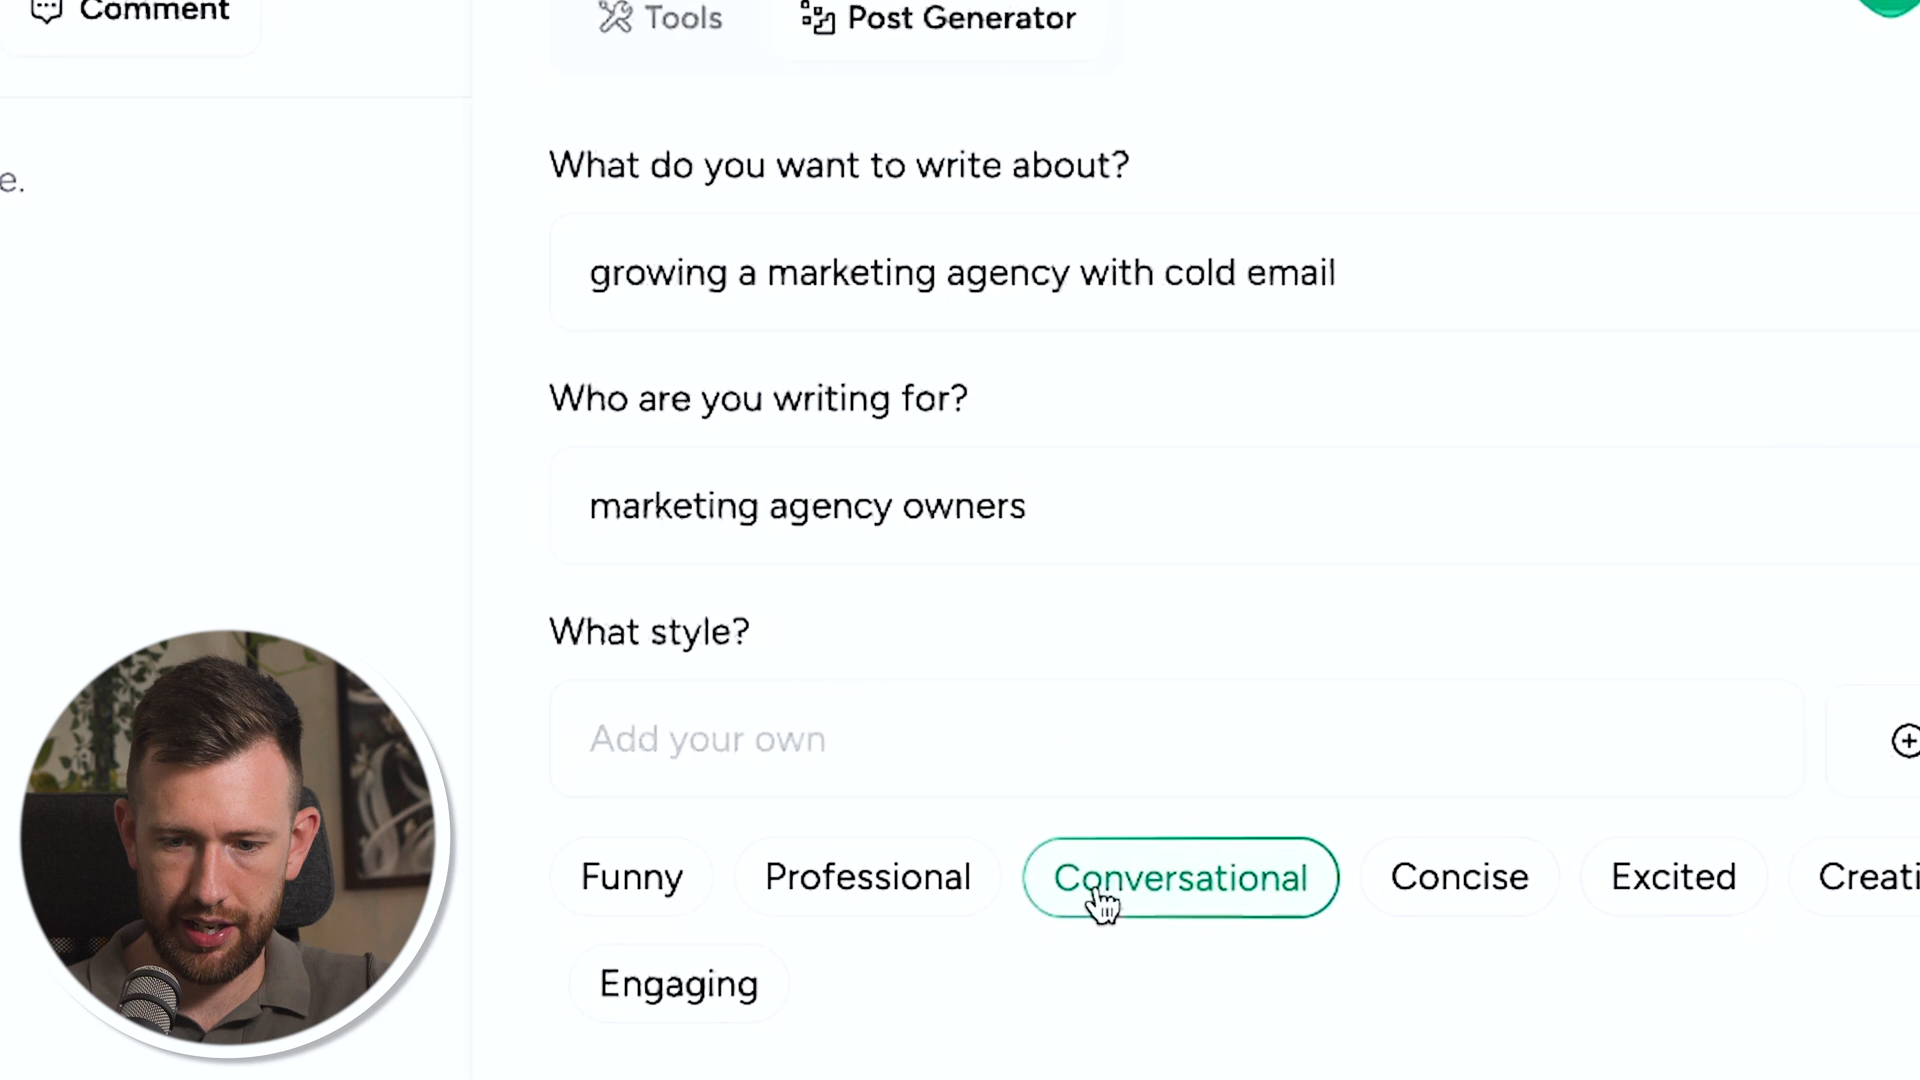 Comment
Tools
Post Generator
e.
What do you want to write about?
growing a marketing agency with cold email
Who are you writing for?
marketing agency owners
What style?
Add your own
Funny
Professional
Conversational
Concise
Excited
Creati
Engaging